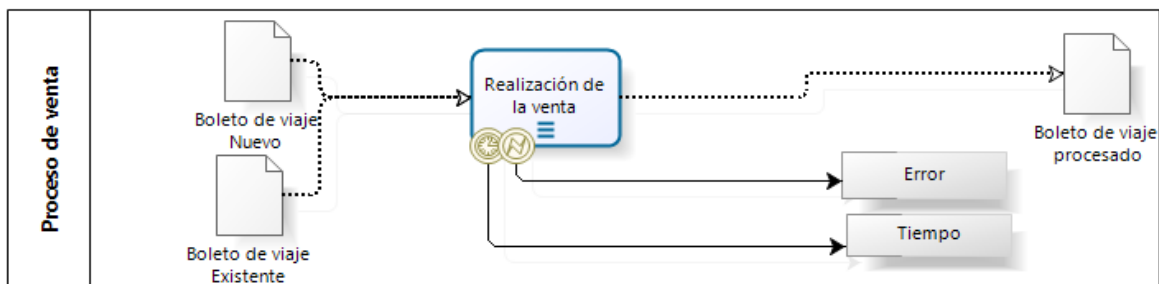 Proceso de venta
Boleto de viaje
Nuevo
Realización de
la venta
Boleto de viaje
procesado
Error
Tiempo
Boleto de viaje
Existente